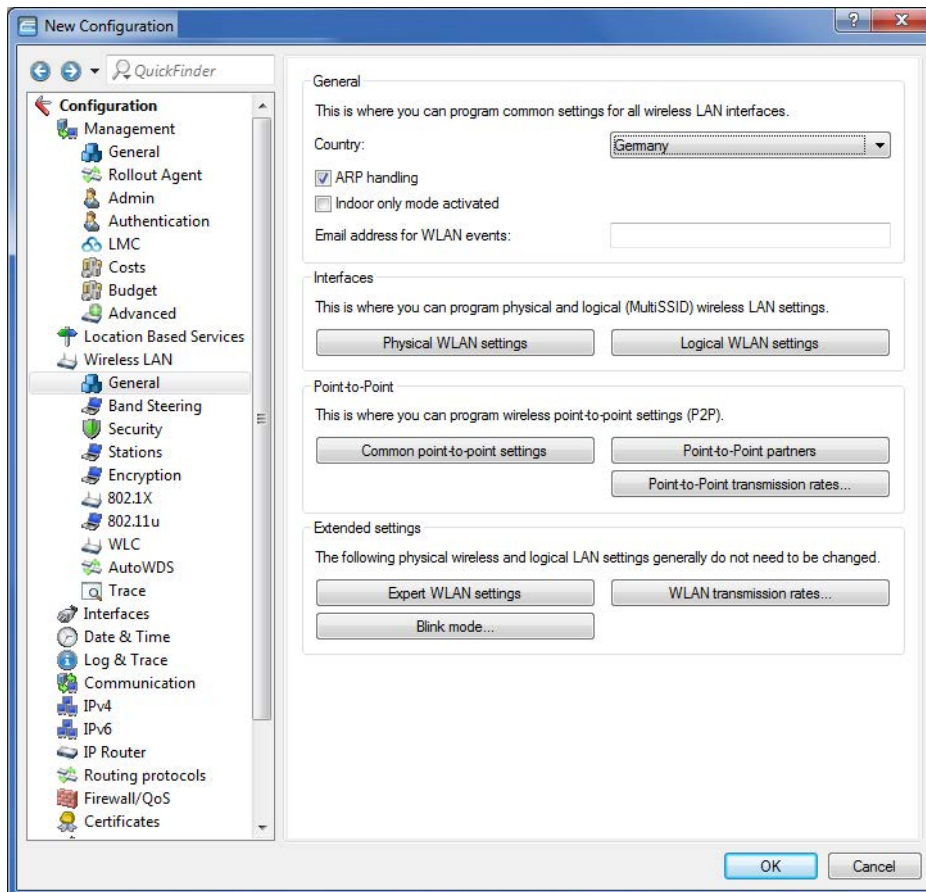 New Configuration
QuickFinder
Configuration
Management
General
Rollout Agent
Admin
Authentication
LMC
Costs
Budget
Advanced
Location Based Services
Wireless LAN
General
Band Steering
Security
Stations
Encryption
802.1X
802.11u
WLC
AutoWDS
Trace
Interfaces
Date & Time
Log & Trace
Communication
IPv4
IPv6
IP Router
Routing protocols
Firewall/QoS
Certificates
General
This is where you can program common settings for all wireless LAN interfaces.
Country: Germany
ARP handling
Indoor only mode activated
Email address for WLAN events:
Interfaces
This is where you can program physical and logical (MultiSSID) wireless LAN settings.
Physical WLAN settings Logical WLAN settings
Point-to-Point
This is where you can program wireless point-to-point settings (P2P).
Common point-to-point settings Point-to-Point partners
Point-to-Point transmission rates...
Extended settings
The following physical wireless and logical LAN settings generally do not need to be changed.
Expert WLAN settings WLAN transmission rates...
Blink mode...
OK Cancel